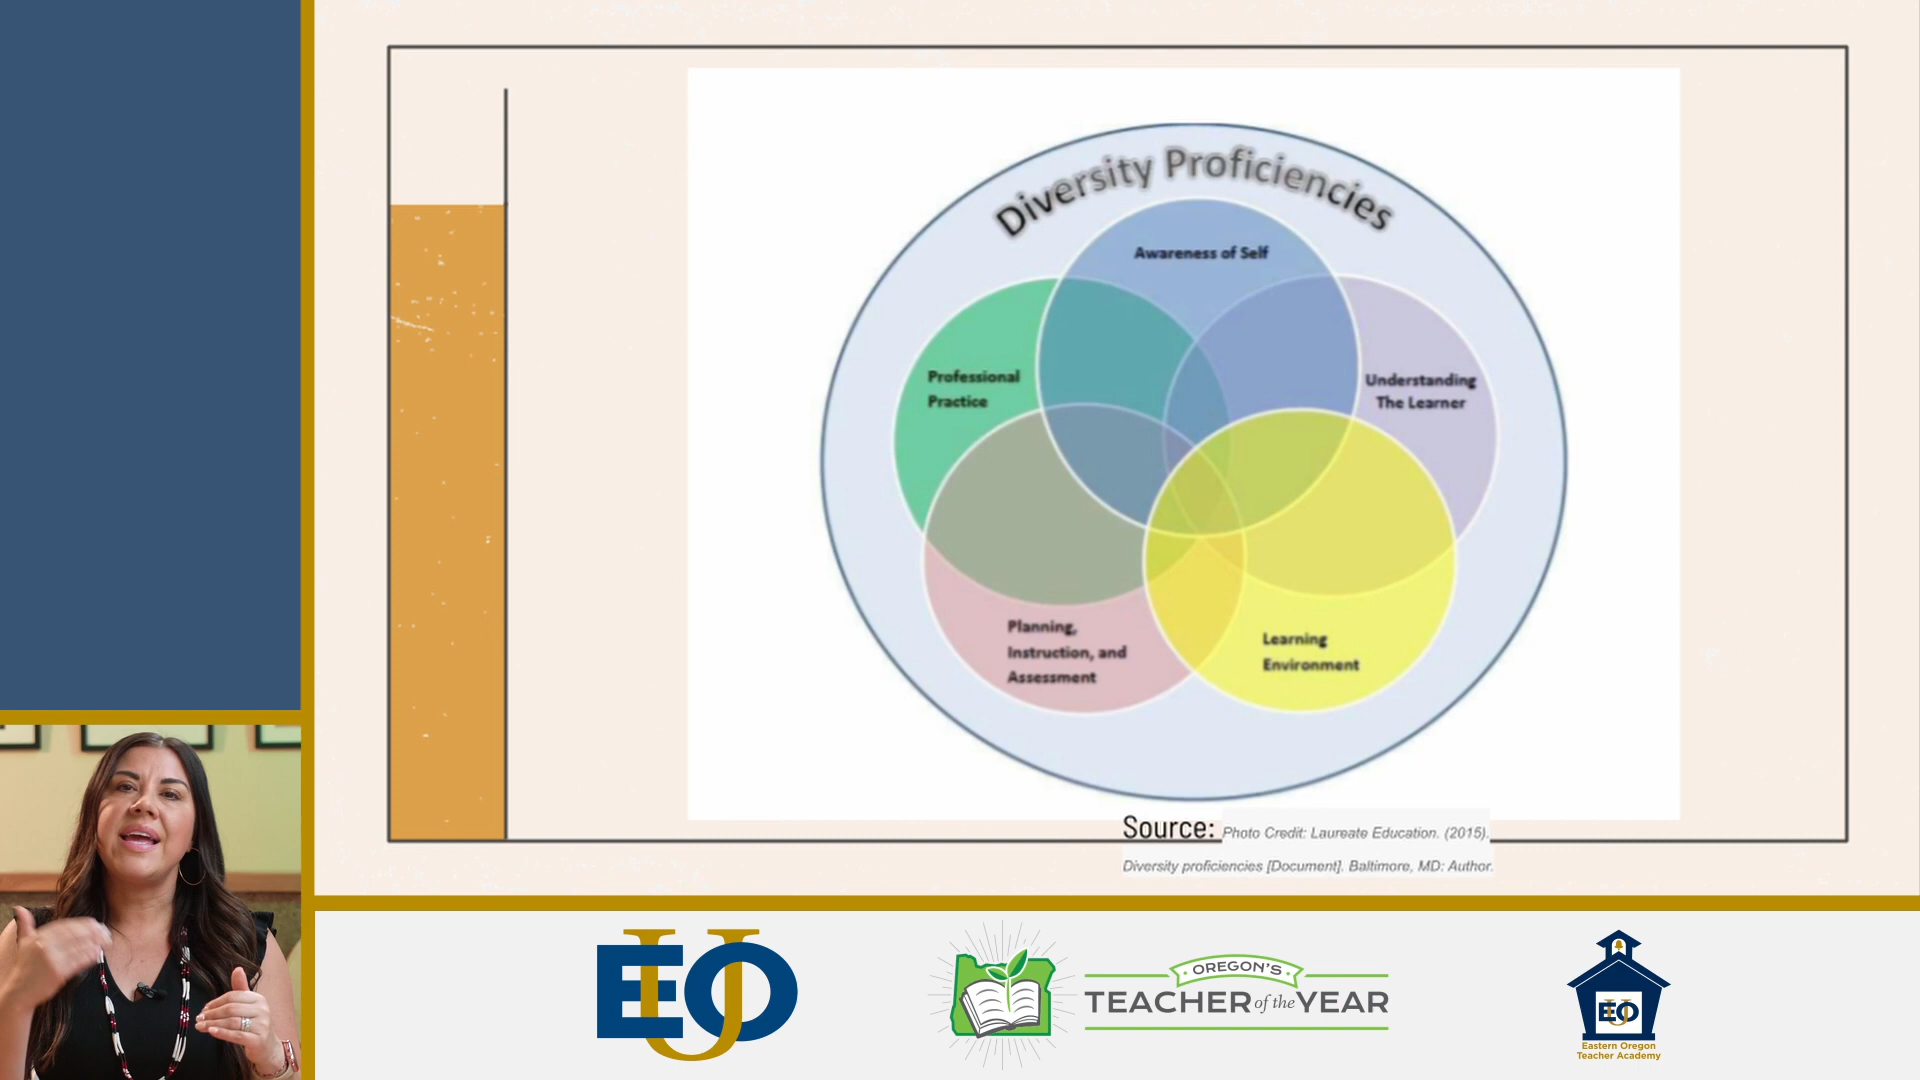 Diversity Proficiencies
Awareness of Self
Professional
Practice
Understanding
The Learner
Planning,
Instruction, and
Assessment
Learning
Environment
Source: Photo Credit: Laureate Education. (2015).
Diversity proficiencies [Document]. Baltimore, MD: Author.
EOU
OREGON'S
TEACHER of the YEAR
EOU
Eastern Oregon
Teacher Academy